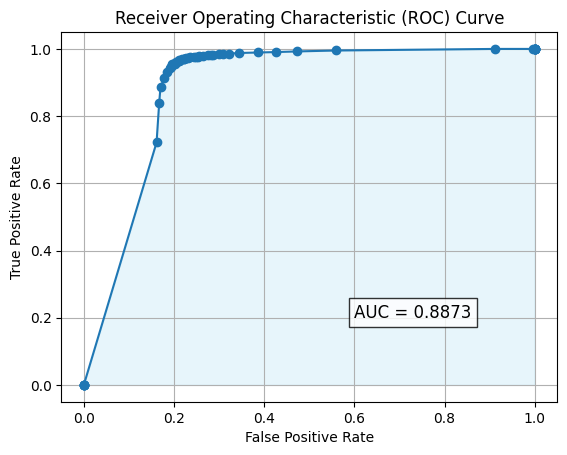 Receiver Operating Characteristic (ROC) Curve
True Positive Rate
1.0
0.8
0.6
0.4
0.2
0.0
AUC = 0.8873
0.0 0.2 0.4 0.6 0.8 1.0
False Positive Rate